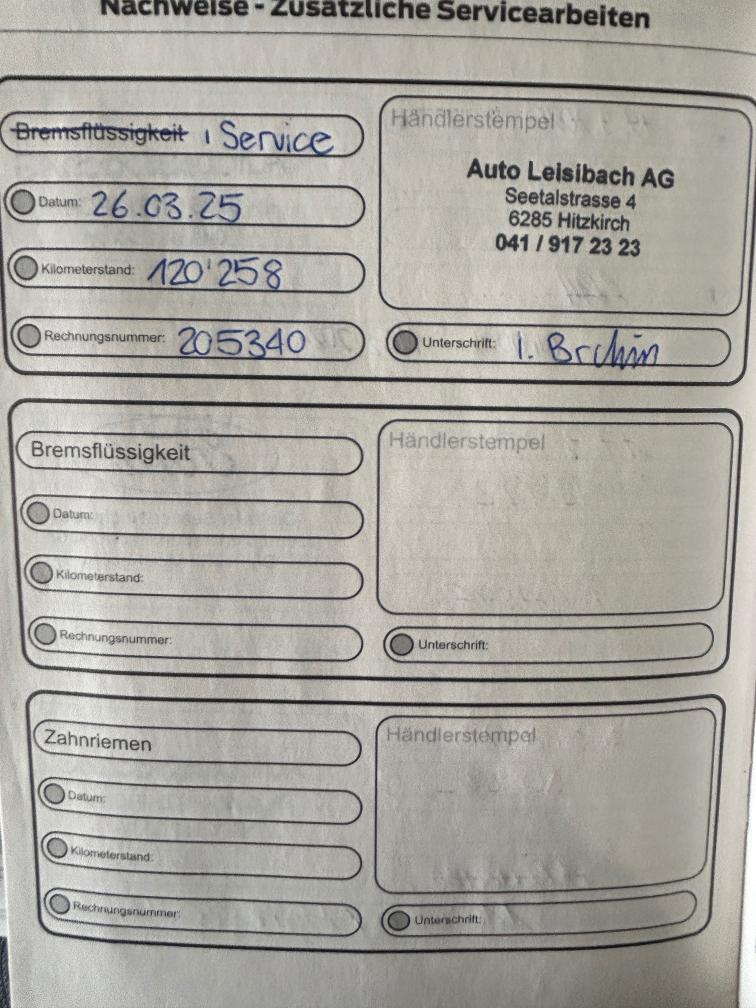 Nachweise - Zusätzliche Servicearbeiten
Bremsflüssigkeit Service
Datum: 26.03.25
Kilometerstand: 120'258
Rechnungsnummer: 205340
Händlerstempel
Auto Leisibach AG
Seetalstrasse 4
6285 Hitzkirch
041 / 917 23 23
Unterschrift: I.
Bremsflüssigkeit
Datum:
Kilometerstand:
Rechnungsnummer:
Händlerstempel
Unterschrift:
Zahnriemen
Datum:
Kilometerstand:
Rechnungsnummer:
Händlerstempel
Unterschrift: